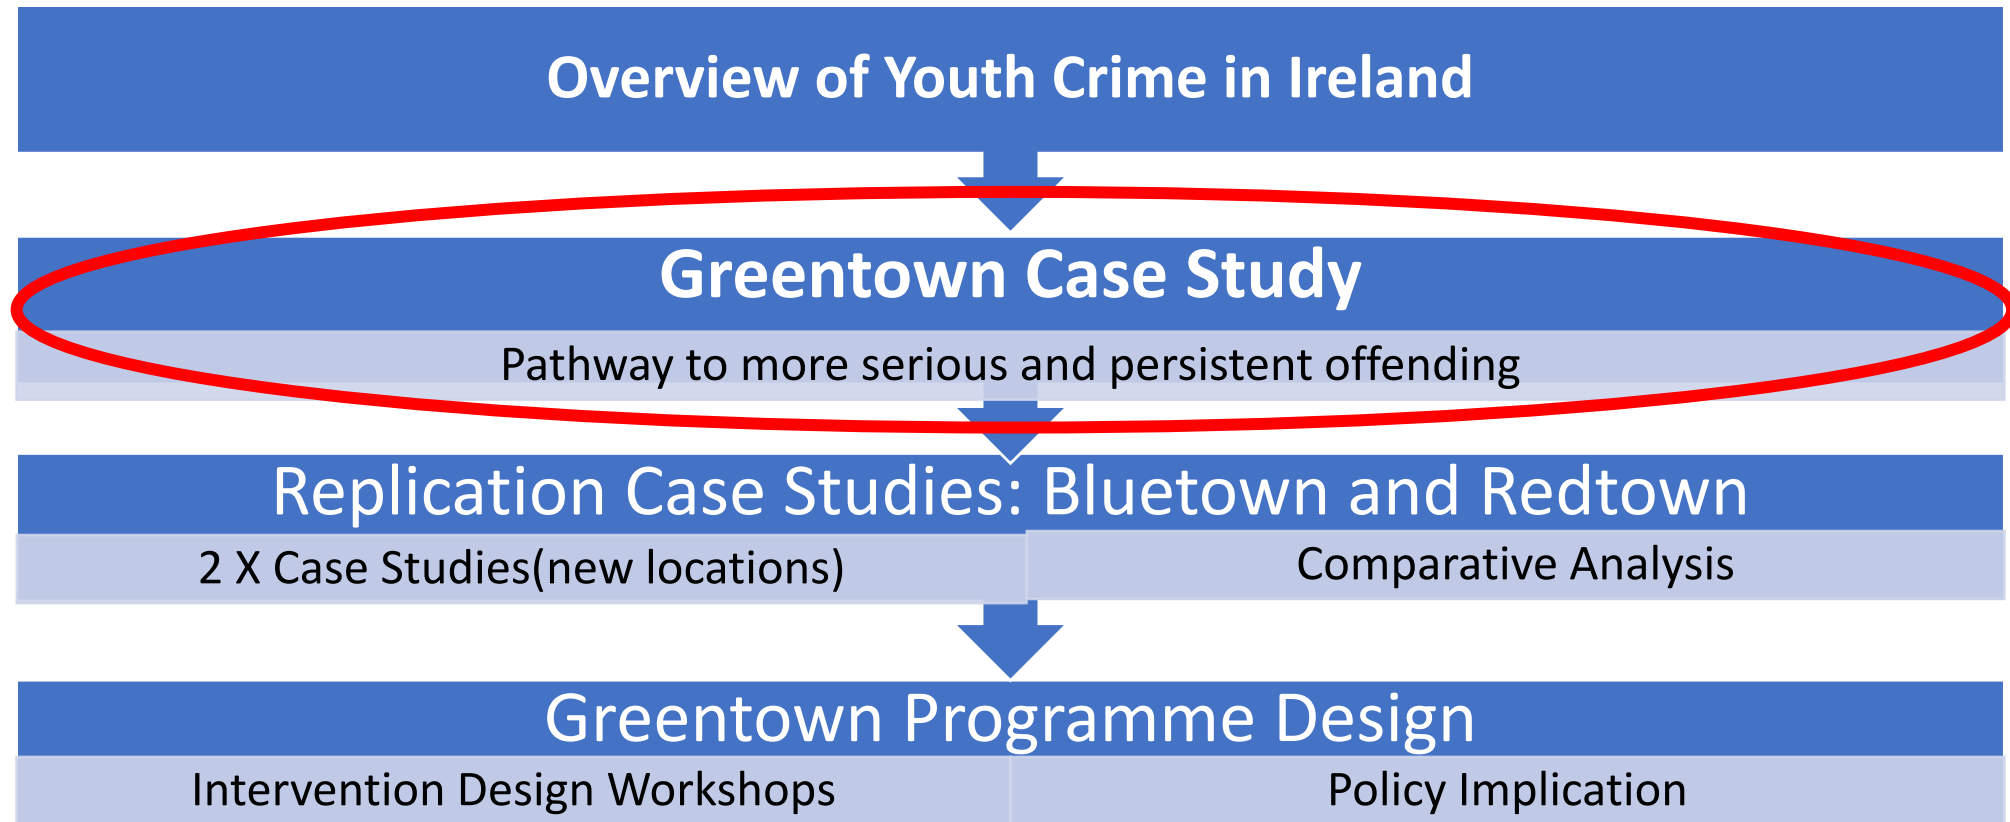 Overview of Youth Crime in Ireland
Greentown Case Study
Pathway to more serious and persistent offending
Replication Case Studies: Bluetown and Redtown
2 X Case Studies(new locations)
Comparative Analysis
Greentown Programme Design
Intervention Design Workshops
Policy Implication